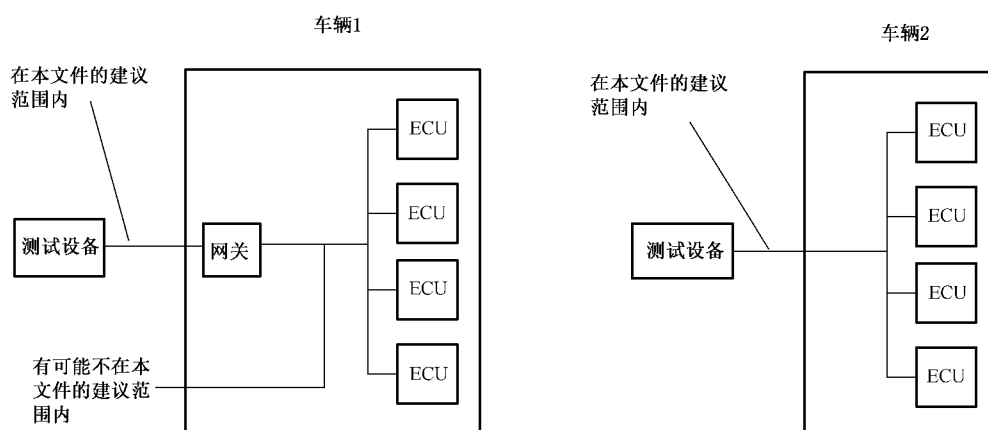 车辆1
在本文件的建议
范围内
ECU
ECU
测试设备
网关
ECU
ECU
有可能不在本
文件的建议范
围内
车辆2
在本文件的建议
范围内
ECU
ECU
测试设备
ECU
ECU